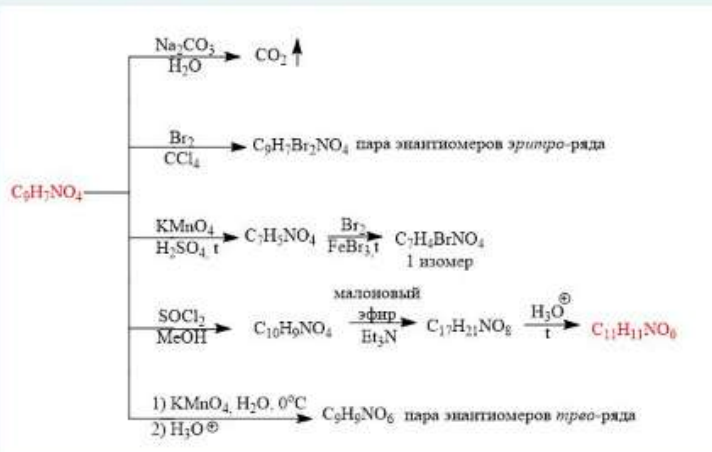 Na₂CO₃
H₂O
CO₂
Br₂
CCl₄
C₉H₇Br₂NO₄ пара энантиомеров эритро-ряда
C₉H₇NO₄
KMnO₄
H₂SO₄, t
C₇H₅NO₄
Br₂
FeBr₃,t
C₇H₄BrNO₄
1 изомер
SOCl₂
MeOH
C₁₀H₉NO₄
малоновый
эфир
Et₃N
C₁₇H₂₁NO₈
H₃O⊕
t
C₁₁H₁₁NO₆
1) KMnO₄, H₂O, 0°C
2) H₃O⊕
C₉H₉NO₆ пара энантиомеров трео-ряда